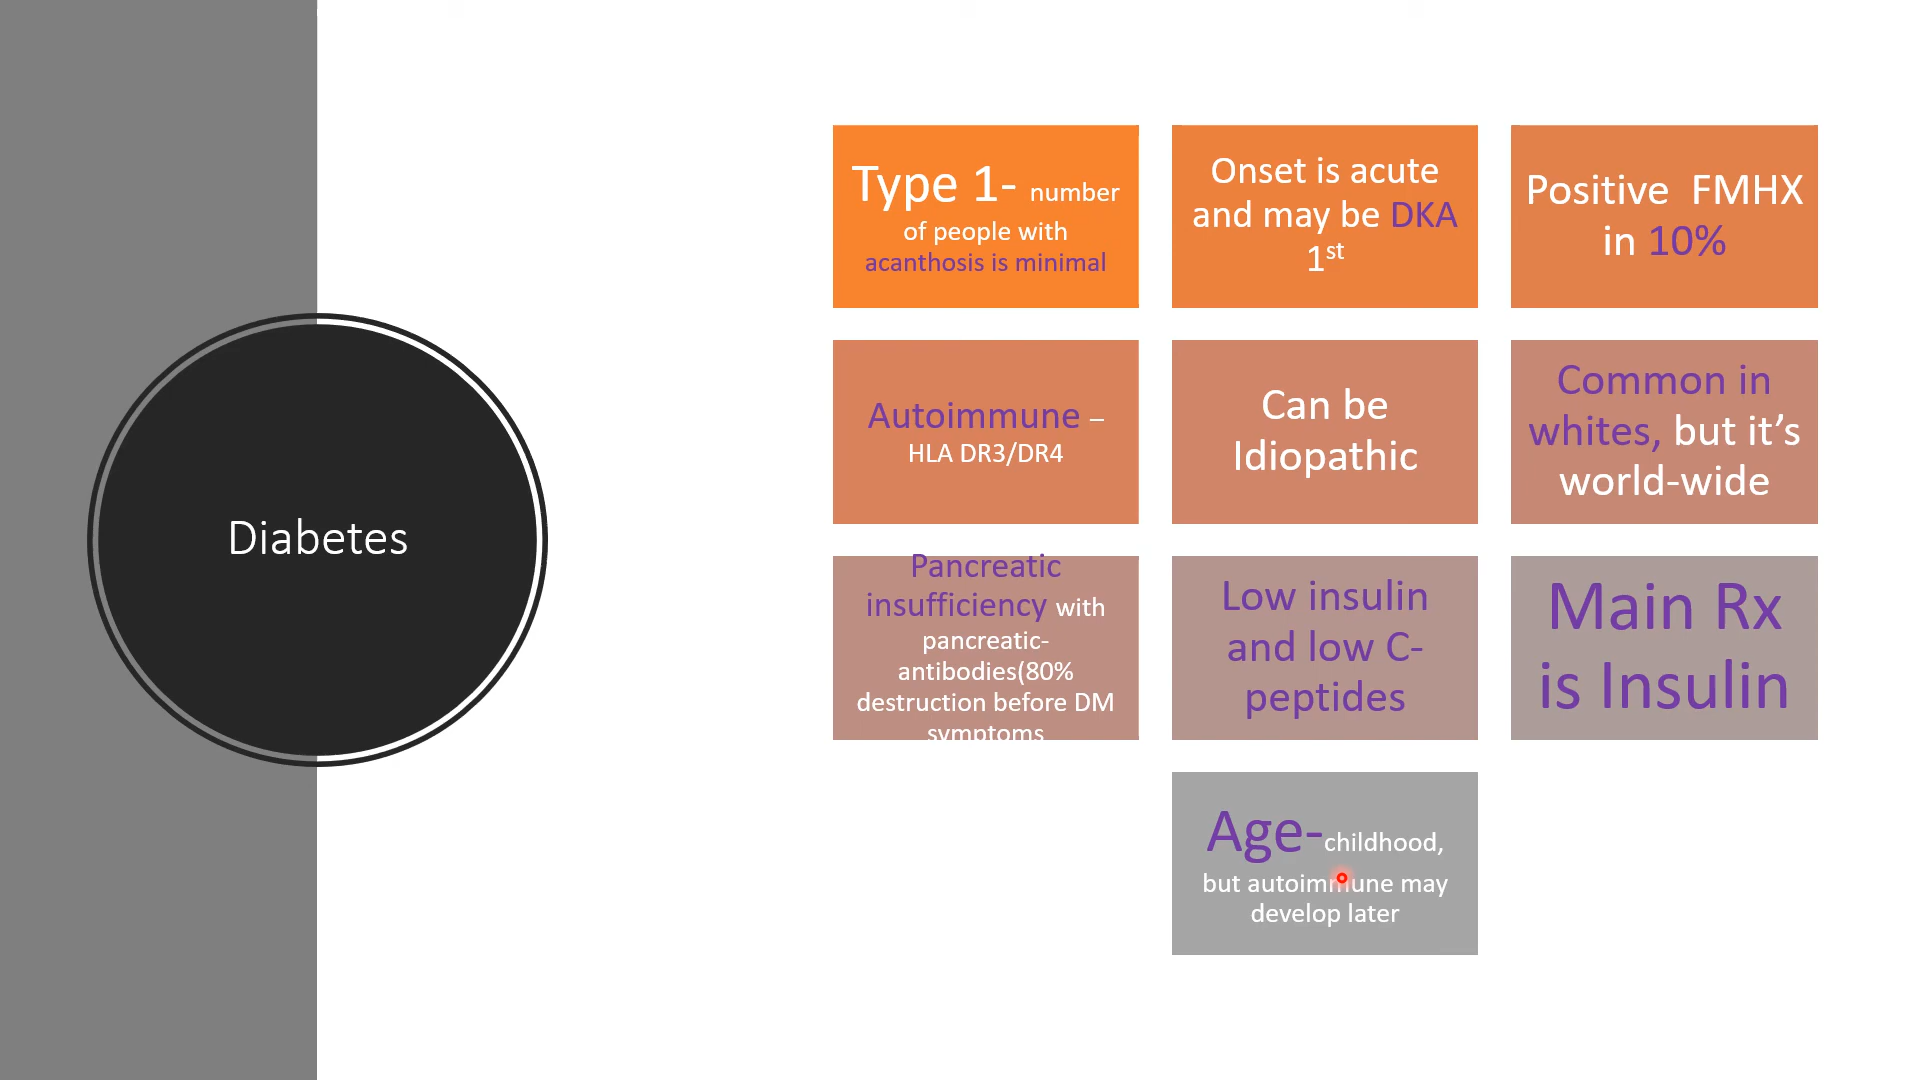 Diabetes
Type 1- number
of people with
acanthosis is minimal
Onset is acute
and may be DKA
1st
Positive  FMHX
in 10%
Autoimmune –
HLA DR3/DR4
Can be
Idiopathic
Common in
whites, but it’s
world-wide
Pancreatic
insufficiency with
pancreatic-
antibodies(80%
destruction before DM
symptoms
Low insulin
and low C-
peptides
Main Rx
is Insulin
Age-childhood,
but autoimmune may
develop later